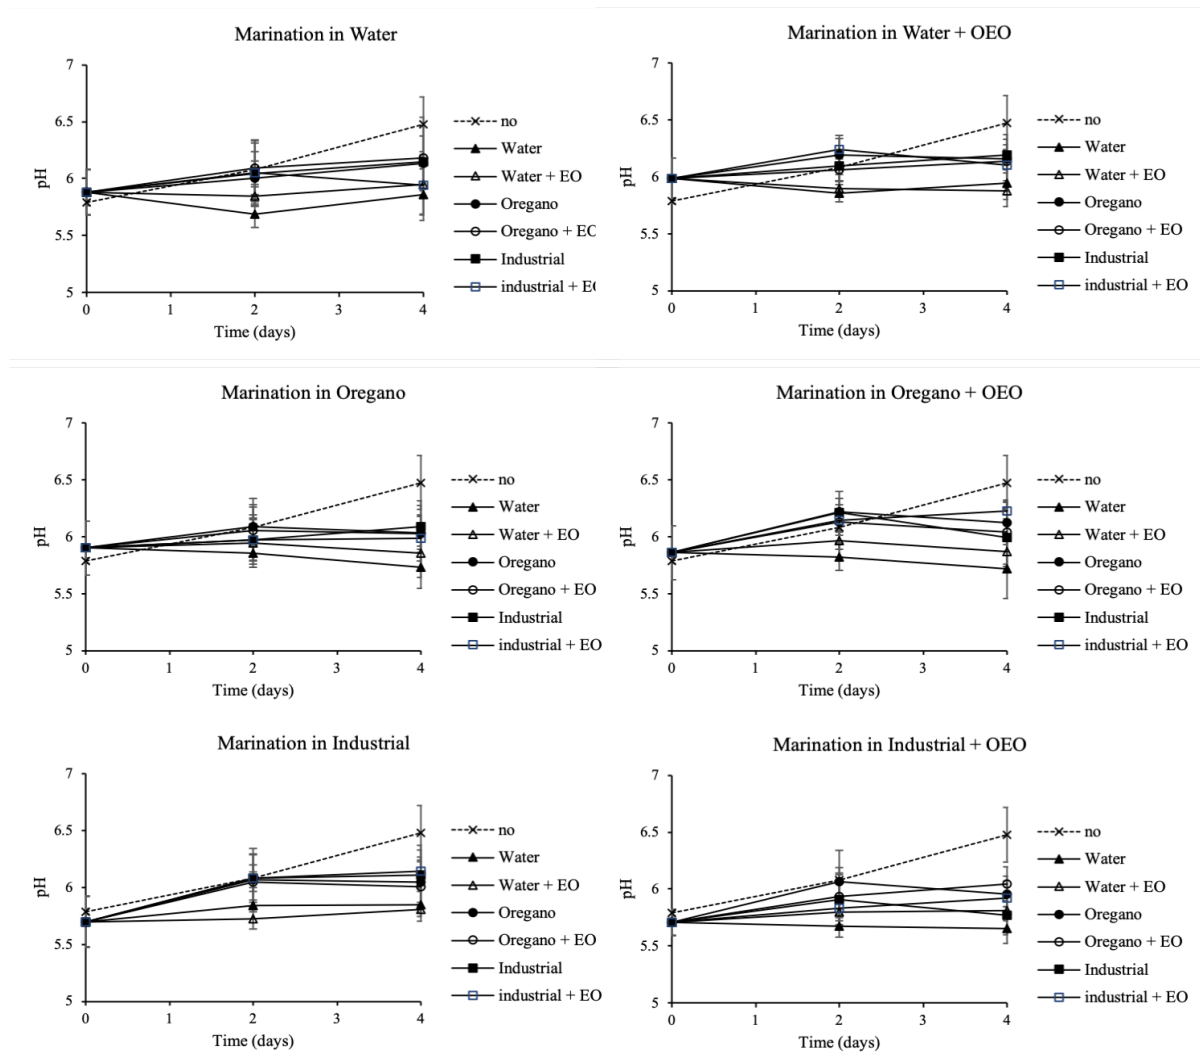 Marination in Water
7
6.5
6
5.5
5
pH
0 1 2 3 4
Time (days)
no
Water
Water + EO
Oregano
Oregano + EC
Industrial
industrial + E(
Marination in Water + OEO
7
6.5
6
5.5
5
pH
0 1 2 3 4
Time (days)
no
Water
Water + EO
Oregano
Oregano + EO
Industrial
industrial + EO
Marination in Oregano
7
6.5
6
5.5
5
pH
0 1 2 3 4
Time (days)
no
Water
Water + EO
Oregano
Oregano + EO
Industrial
industrial + EO
Marination in Oregano + OEO
7
6.5
6
5.5
5
pH
0 1 2 3 4
Time (days)
no
Water
Water + EO
Oregano
Oregano + EO
Industrial
industrial + EO
Marination in Industrial
7
6.5
6
5.5
5
pH
0 1 2 3 4
Time (days)
no
Water
Water + EO
Oregano
Oregano + EO
Industrial
industrial + EO
Marination in Industrial + OEO
7
6.5
6
5.5
5
pH
0 1 2 3 4
Time (days)
no
Water
Water + EO
Oregano
Oregano + EO
Industrial
industrial + EO